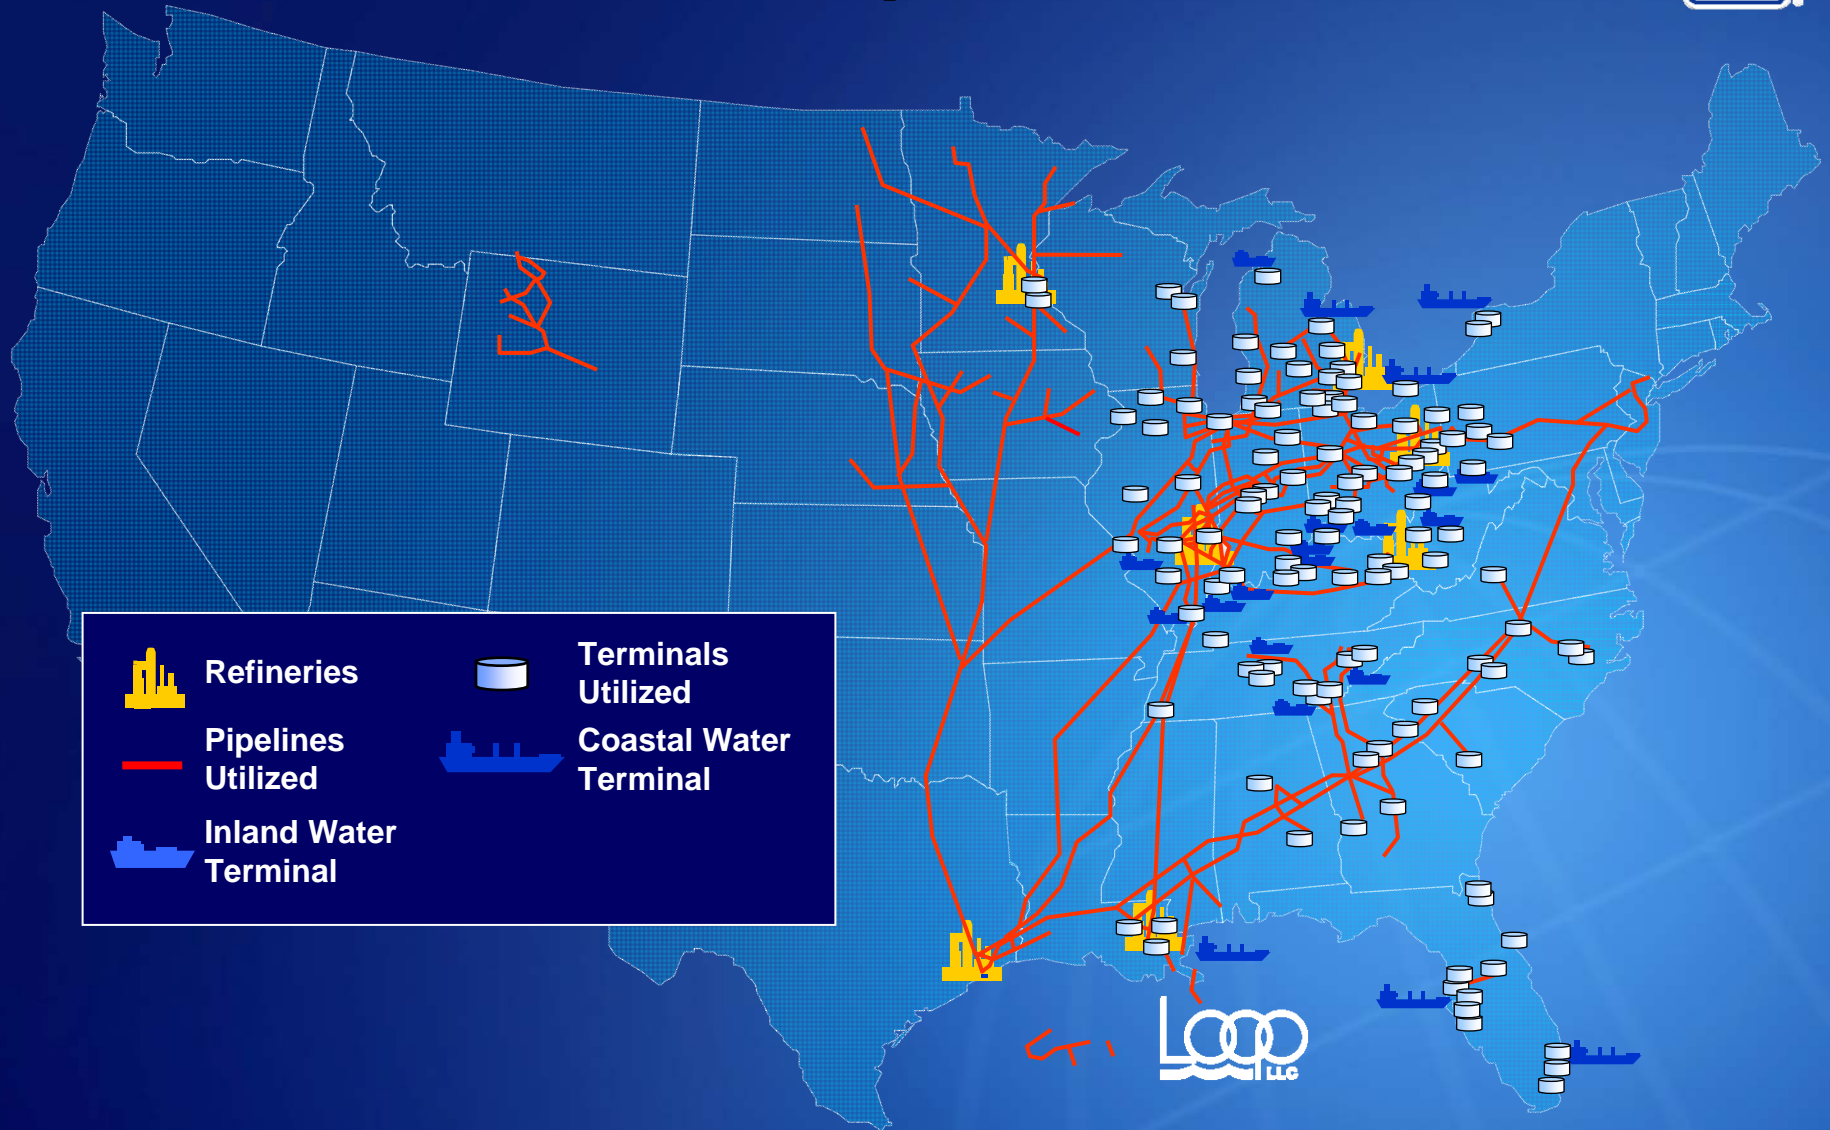 Refineries
Terminals
Utilized
Pipelines
Utilized
Coastal Water
Terminal
Inland Water
Terminal
LOOP
LLC